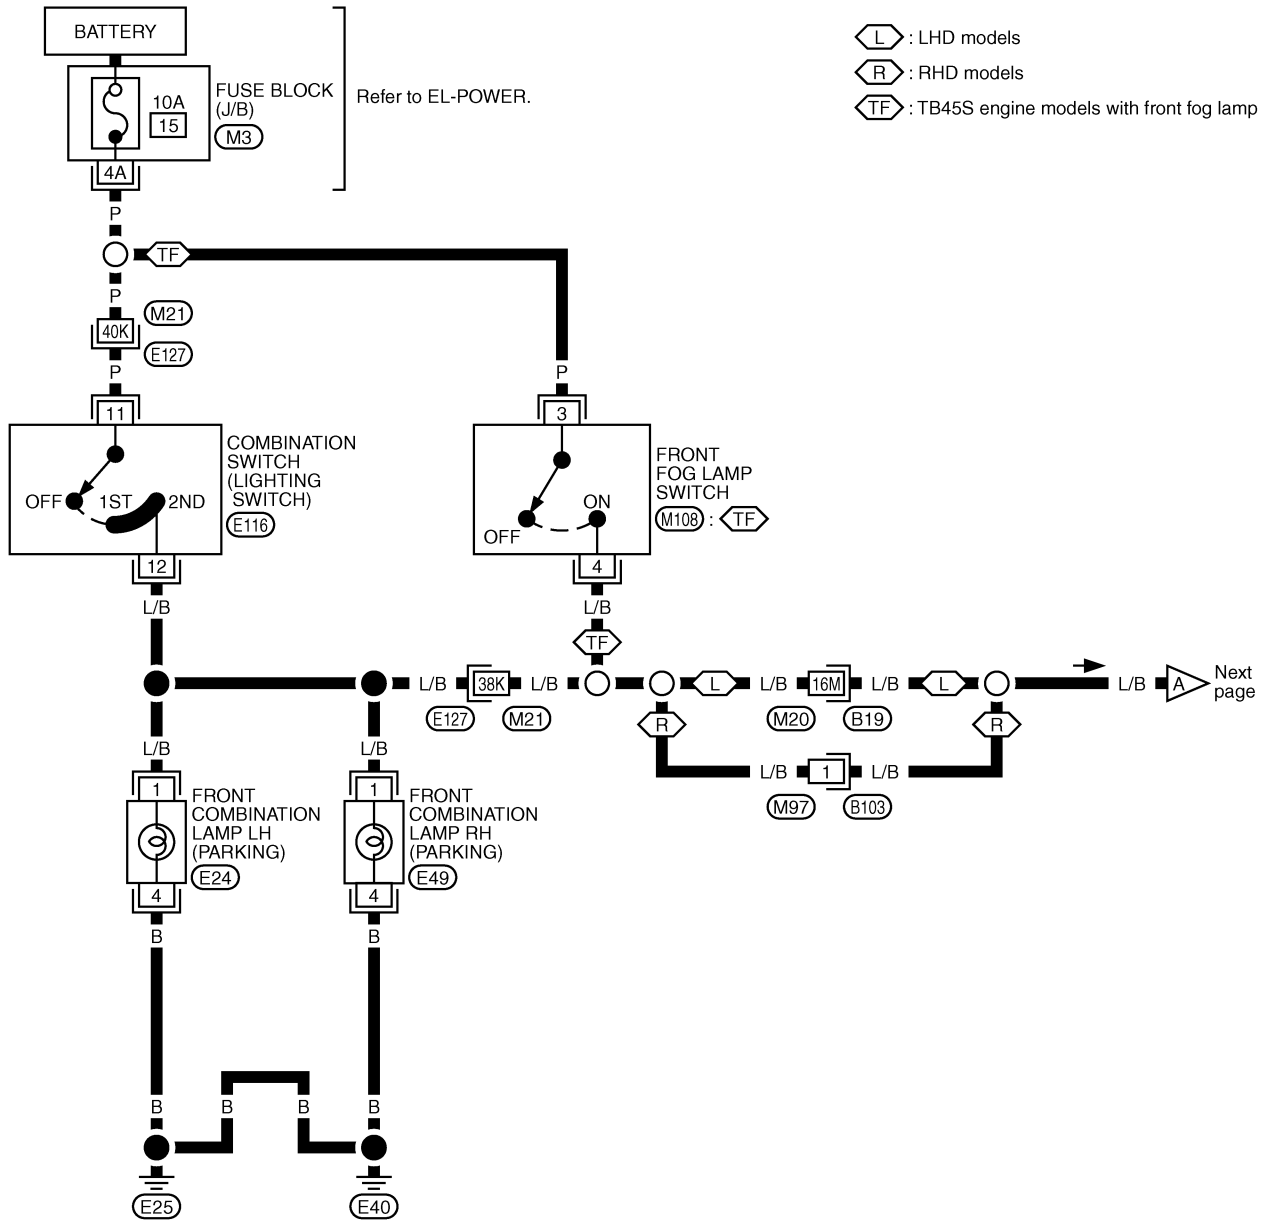 BATTERY
10A
15
FUSE BLOCK
(J/B)
M3
4A
Refer to EL-POWER.
L : LHD models
R : RHD models
TF : TB45S engine models with front fog lamp
P
TF
P
M21
40K
E127
P
P
11
3
COMBINATION
SWITCH
(LIGHTING
SWITCH)
E116
OFF 1ST 2ND
FRONT
FOG LAMP
SWITCH
M108 : TF
ON
OFF
12
4
L/B
L/B
TF
L/B 38K L/B L L/B 16M L/B L L/B A
Next
page
E127 M21 M20 B19
R R
L/B L/B
L/B 1 L/B
M97 B103
1
FRONT
COMBINATION
LAMP LH
(PARKING)
E24
4
1
FRONT
COMBINATION
LAMP RH
(PARKING)
E49
4
B B
B B B B
E25 E40